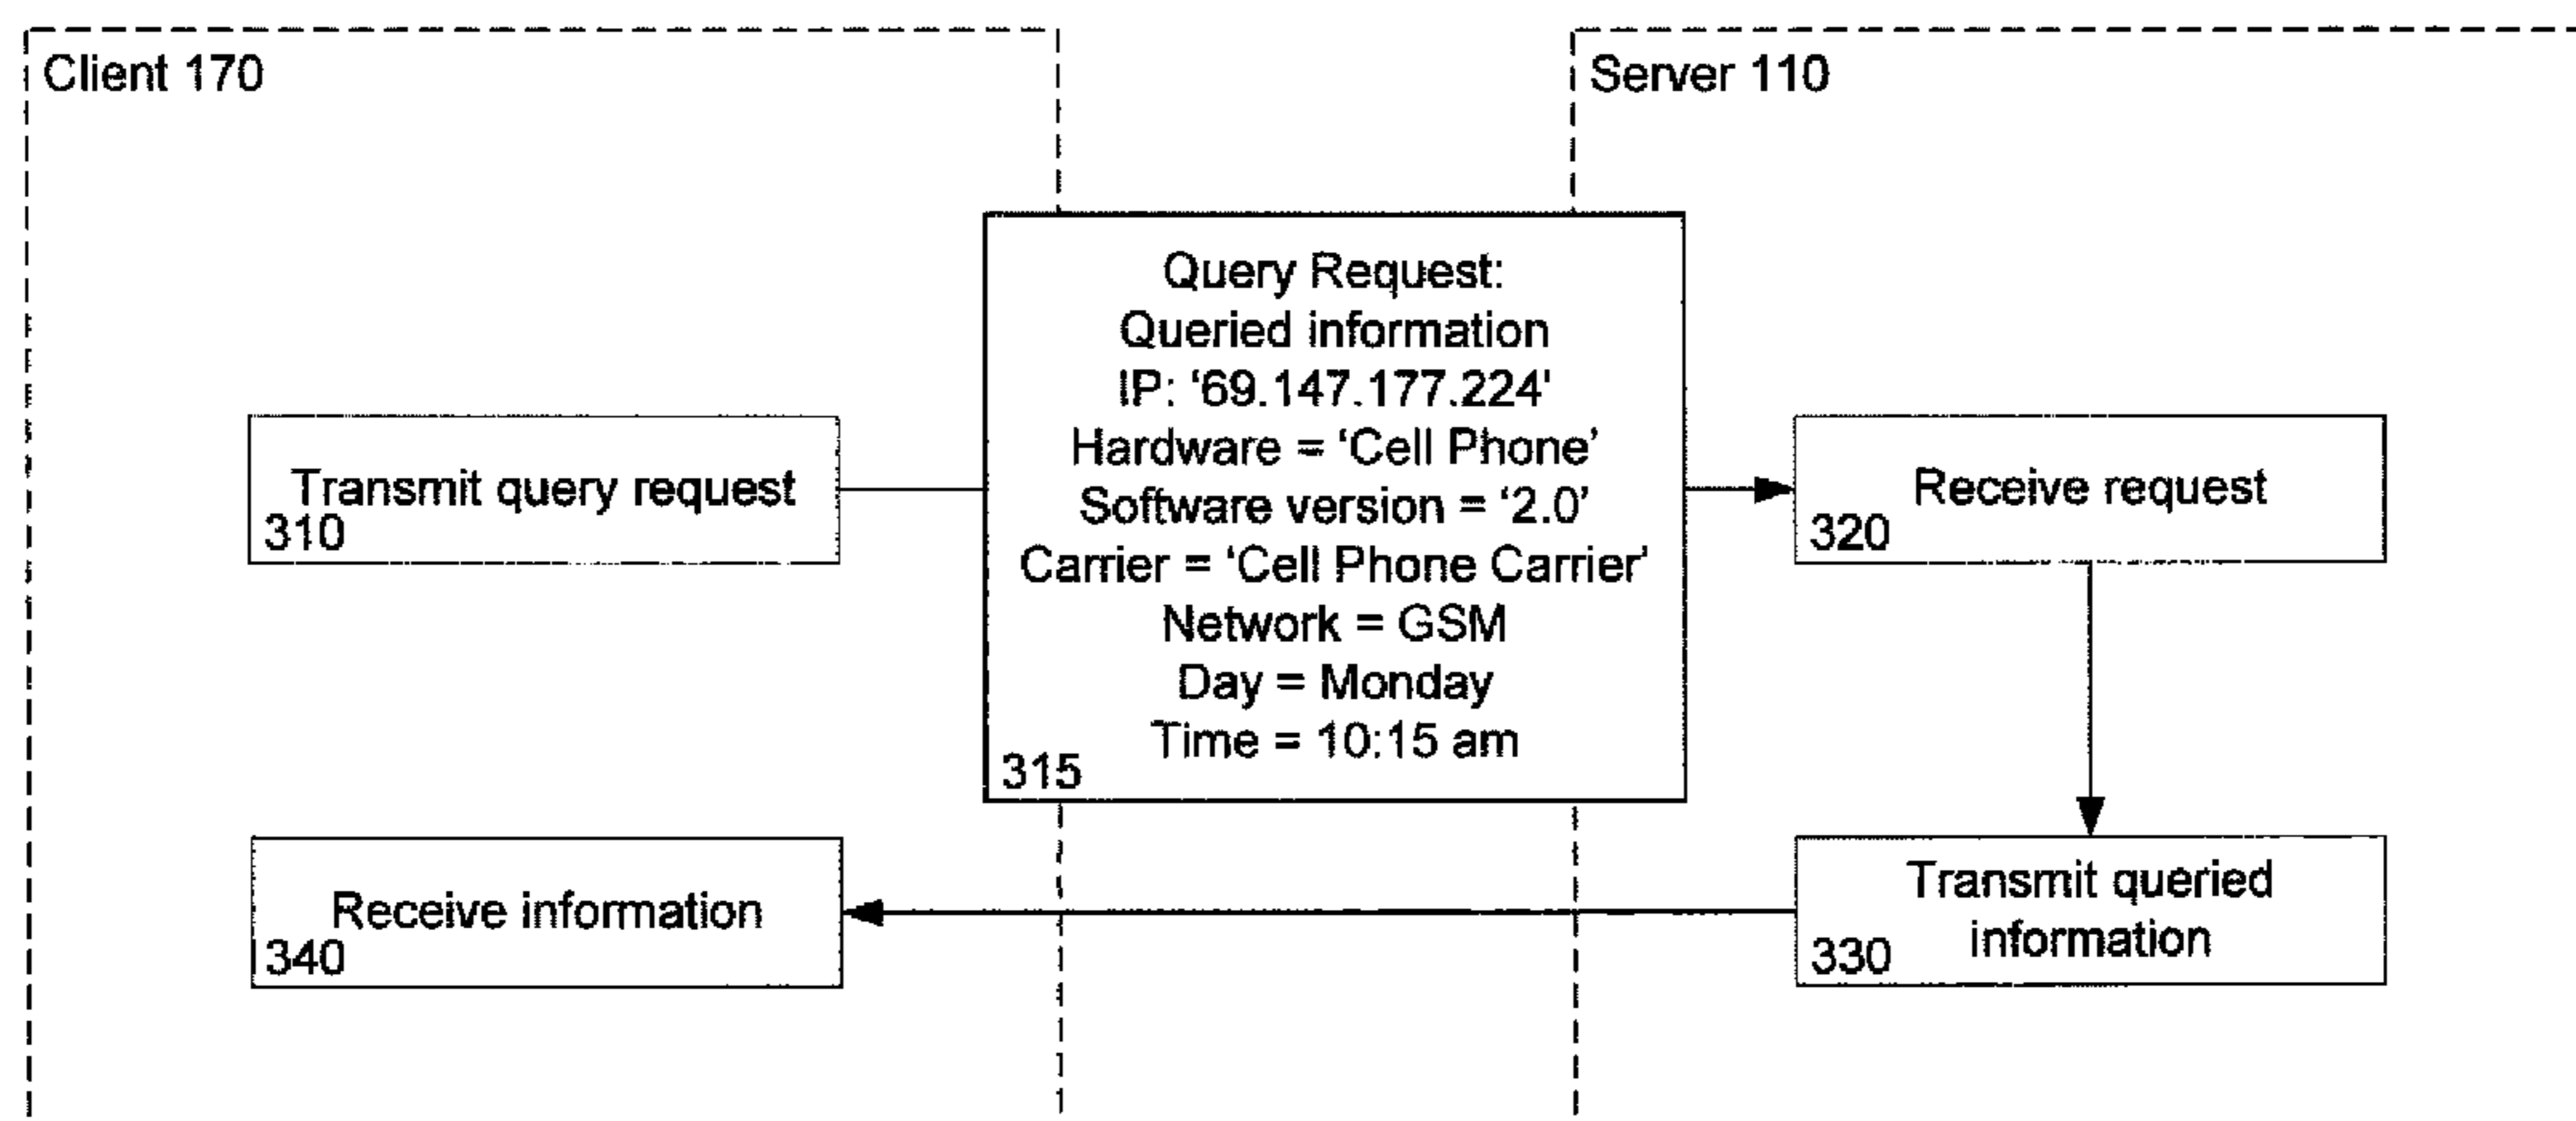 Client 170
Server 110
Query Request:
Queried information
IP: ‘69.147.177.224'
Hardware = ‘Cell Phone’
Software version = ‘2.0’
Carrier = ‘Cell Phone Carrier’
Network = GSM
Day = Monday
Time = 10:15 am
315
Transmit query request
310
Receive request
320
Transmit queried
information
330
Receive information
340